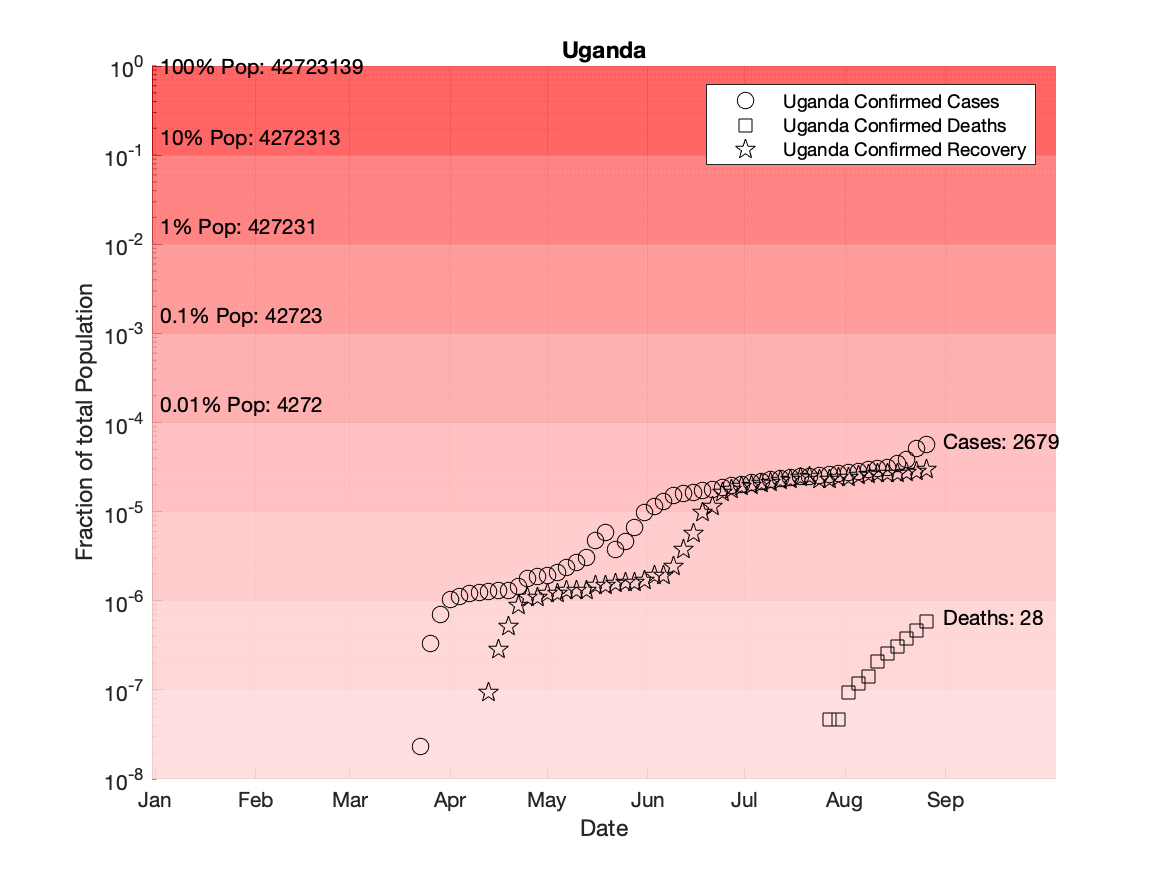 Uganda
10^0
100% Pop: 42723139
Uganda Confirmed Cases
Uganda Confirmed Deaths
Uganda Confirmed Recovery
10% Pop: 4272313
10^-1
1% Pop: 427231
10^-2
0.1% Pop: 42723
10^-3
0.01% Pop: 4272
10^-4
Cases: 2679
10^-5
10^-6
Deaths: 28
10^-7
10^-8
Fraction of total Population
Jan Feb Mar Apr May Jun Jul Aug Sep
Date